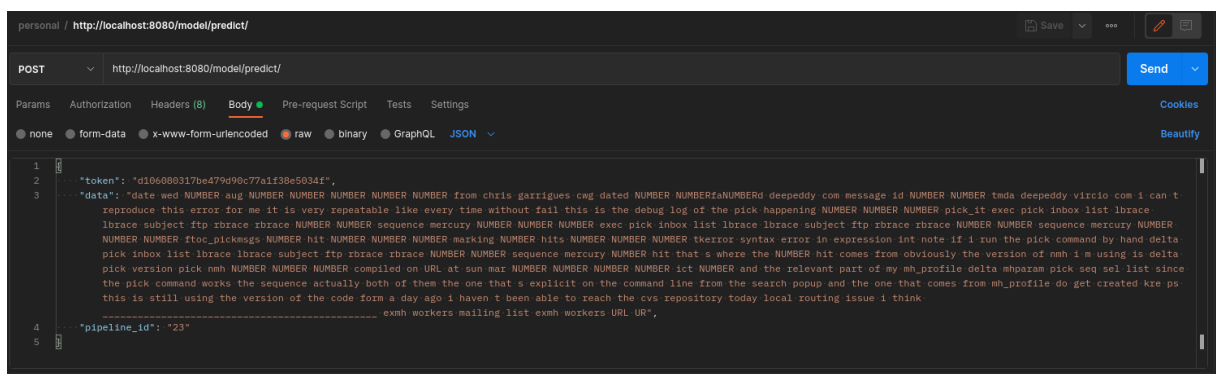 personal / http://localhost:8080/model/predict/
Save
POST http://localhost:8080/model/predict/ Send
Params Authorization Headers (8) Body Pre-request Script Tests Settings Cookies
none form-data x-www-form-urlencoded raw binary GraphQL JSON Beautify
1 {
2 "token": "d106080317be479d90c77a1f38e5034f",
3 "data": "date wed NUMBER aug NUMBER NUMBER NUMBER NUMBER NUMBER from chris garrigues cwg dated NUMBER NUMBERfaNUMBERd deepeddy com message id NUMBER NUMBER tmda deepeddy vircio com i can t
reproduce this error for me it is very repeatable like every time without fail this is the debug log of the pick happening NUMBER NUMBER NUMBER pick_it exec pick inbox list lbrace
lbrace subject ftp rbrace rbrace NUMBER NUMBER sequence mercury NUMBER NUMBER NUMBER exec pick inbox list lbrace lbrace subject ftp rbrace rbrace NUMBER NUMBER sequence mercury NUMBER
NUMBER NUMBER ftoc_pickmsgs NUMBER hit NUMBER NUMBER NUMBER marking NUMBER hits NUMBER NUMBER NUMBER tkerror syntax error in expression int note if i run the pick command by hand delta
pick inbox list lbrace lbrace subject ftp rbrace rbrace NUMBER NUMBER sequence mercury NUMBER hit that s where the NUMBER hit comes from obviously the version of nmh i m using is delta
pick version pick nmh NUMBER NUMBER NUMBER compiled on URL at sun mar NUMBER NUMBER NUMBER NUMBER ict NUMBER and the relevant part of my mh_profile delta mhparam pick seq sel list since
the pick command works the sequence actually both of them the one that s explicit on the command line from the search popup and the one that comes from mh_profile do get created kre ps
this is still using the version of the code form a day ago i haven t been able to reach the cvs repository today local routing issue i think
_______________________________________________ exmh workers mailing list exmh workers URL UR",
4 "pipeline_id": "23"
5 }